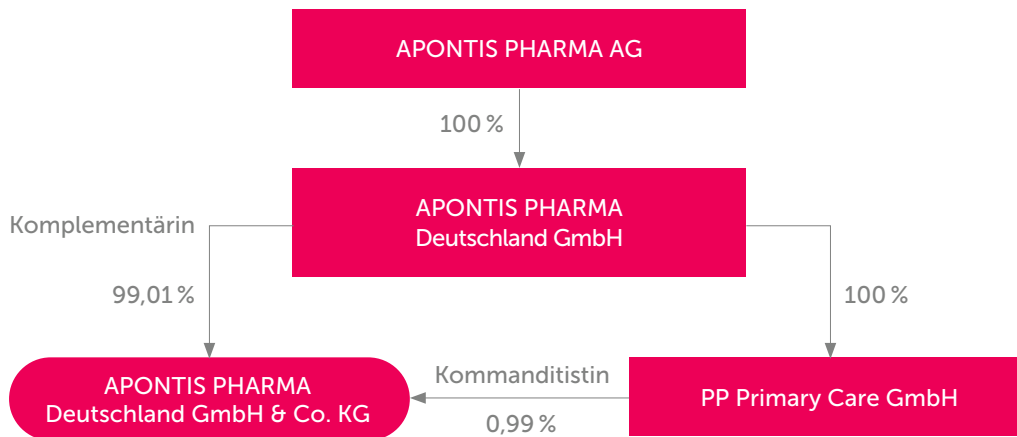 APONTIS PHARMA AG
100 %
APONTIS PHARMA
Deutschland GmbH
Komplementärin
99,01 %
100 %
APONTIS PHARMA
Deutschland GmbH & Co. KG
Kommanditistin
0,99 %
PP Primary Care GmbH